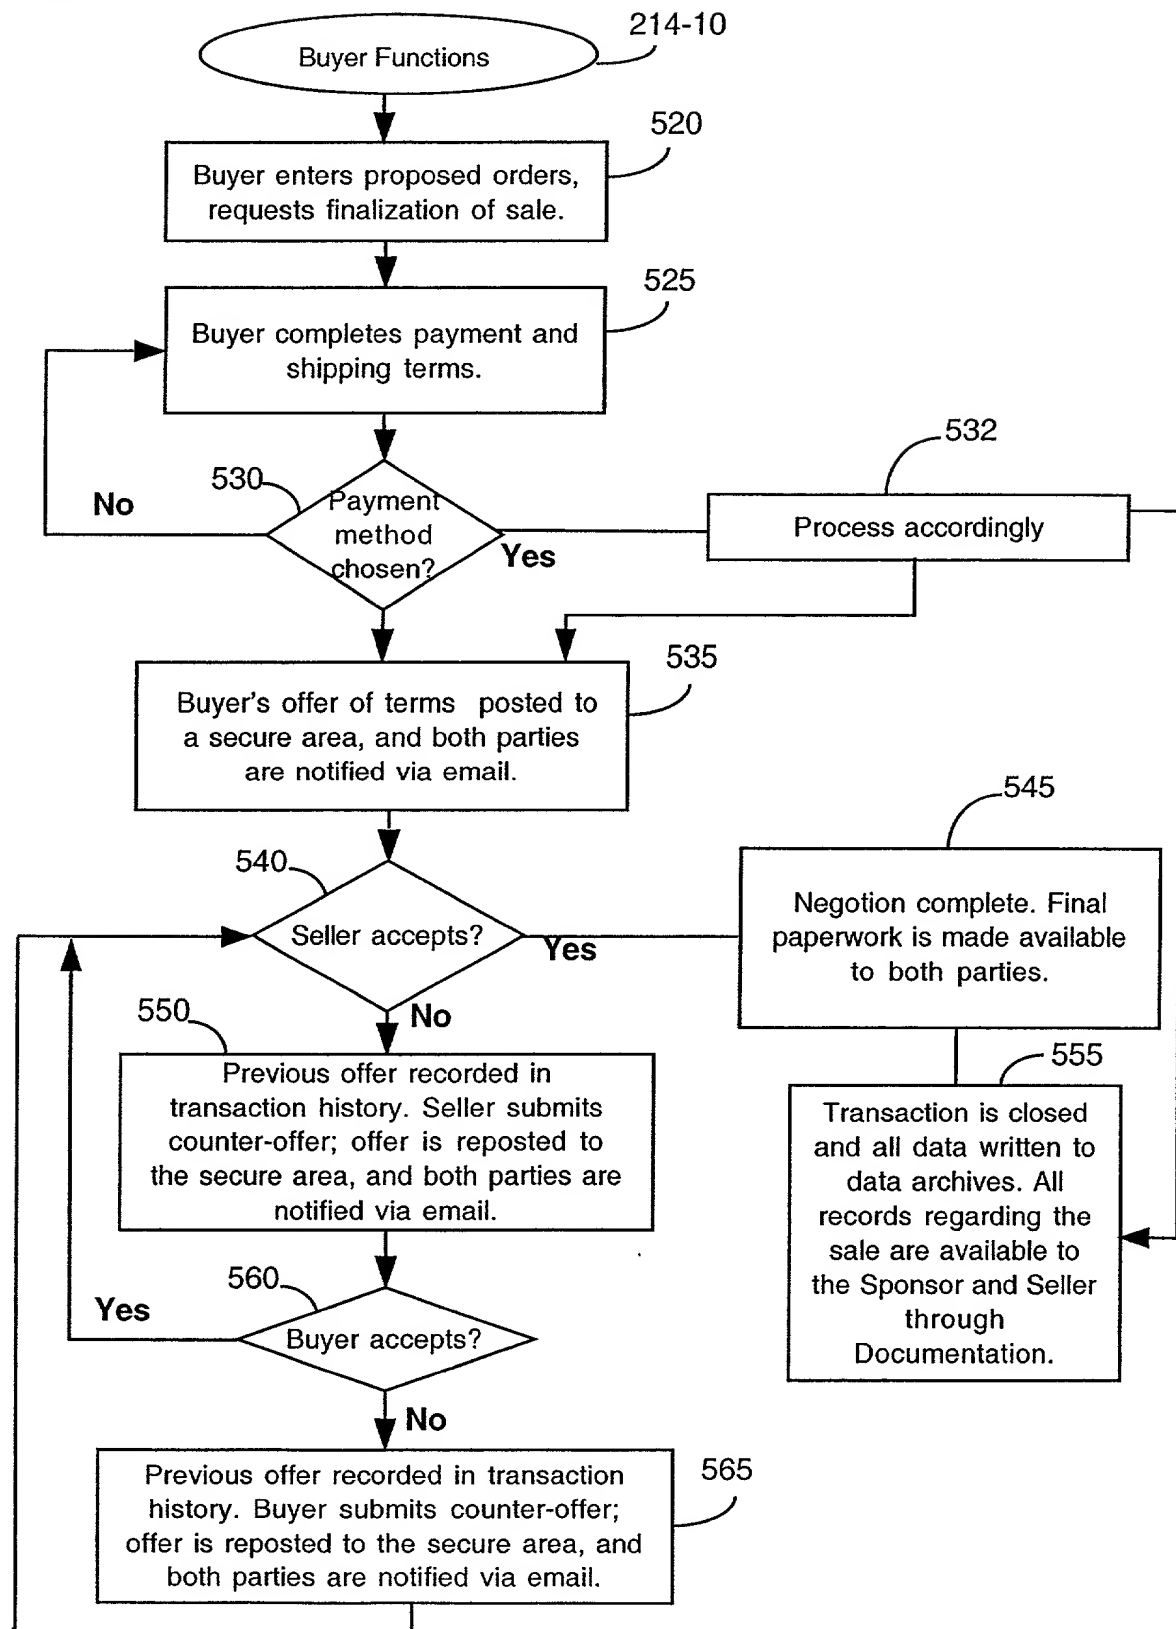 214-10
Buyer Functions
520
Buyer enters proposed orders,
requests finalization of sale.
525
Buyer completes payment and
shipping terms.
530
No
Payment
method
chosen?
Yes
532
Process accordingly
535
Buyer's offer of terms posted to
a secure area, and both parties
are notified via email.
540
Seller accepts?
Yes
No
545
Negotion complete. Final
paperwork is made available
to both parties.
550
Previous offer recorded in
transaction history. Seller submits
counter-offer; offer is reposted to
the secure area, and both parties are
notified via email.
555
Transaction is closed
and all data written to
data archives. All
records regarding the
sale are available to
the Sponsor and Seller
through
Documentation.
560
Yes
Buyer accepts?
No
565
Previous offer recorded in transaction
history. Buyer submits counter-offer;
offer is reposted to the secure area, and
both parties are notified via email.